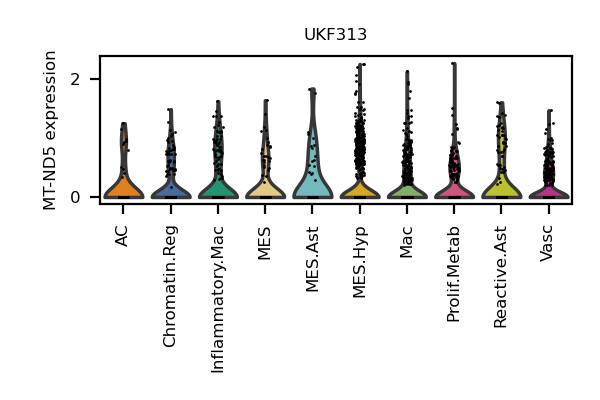 UKF313
MT-ND5 expression
2
0
AC
Chromatin.Reg
Inflammatory.Mac
MES
MES.Ast
MES.Hyp
Mac
Prolif.Metab
Reactive.Ast
Vasc